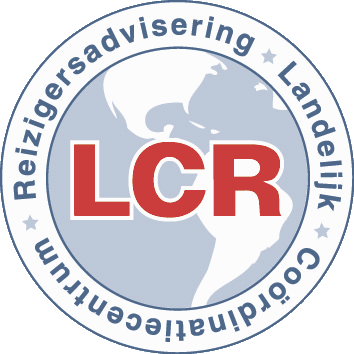 Landelijk
Coördinatiecentrum
Reizigersadvisering
LCR